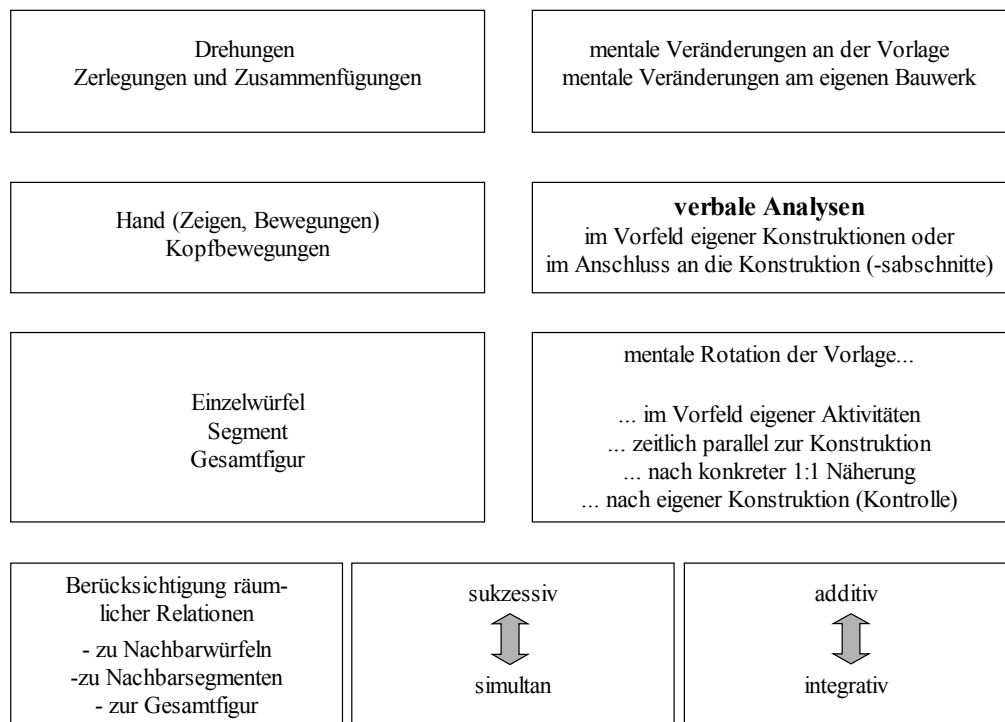 Drehungen
Zerlegungen und Zusammenfügungen
mentale Veränderungen an der Vorlage
mentale Veränderungen am eigenen Bauwerk
Hand (Zeigen, Bewegungen)
Kopfbewegungen
verbale Analysen
im Vorfeld eigener Konstruktionen oder
im Anschluss an die Konstruktion (-sabschnitte)
Einzelwürfel
Segment
Gesamtfigur
mentale Rotation der Vorlage...
... im Vorfeld eigener Aktivitäten
... zeitlich parallel zur Konstruktion
... nach konkreter 1:1 Näherung
... nach eigener Konstruktion (Kontrolle)
Berücksichtigung räum-
licher Relationen
- zu Nachbarwürfeln
-zu Nachbarsegmenten
- zur Gesamtfigur
sukzessiv
simultan
additiv
integrativ